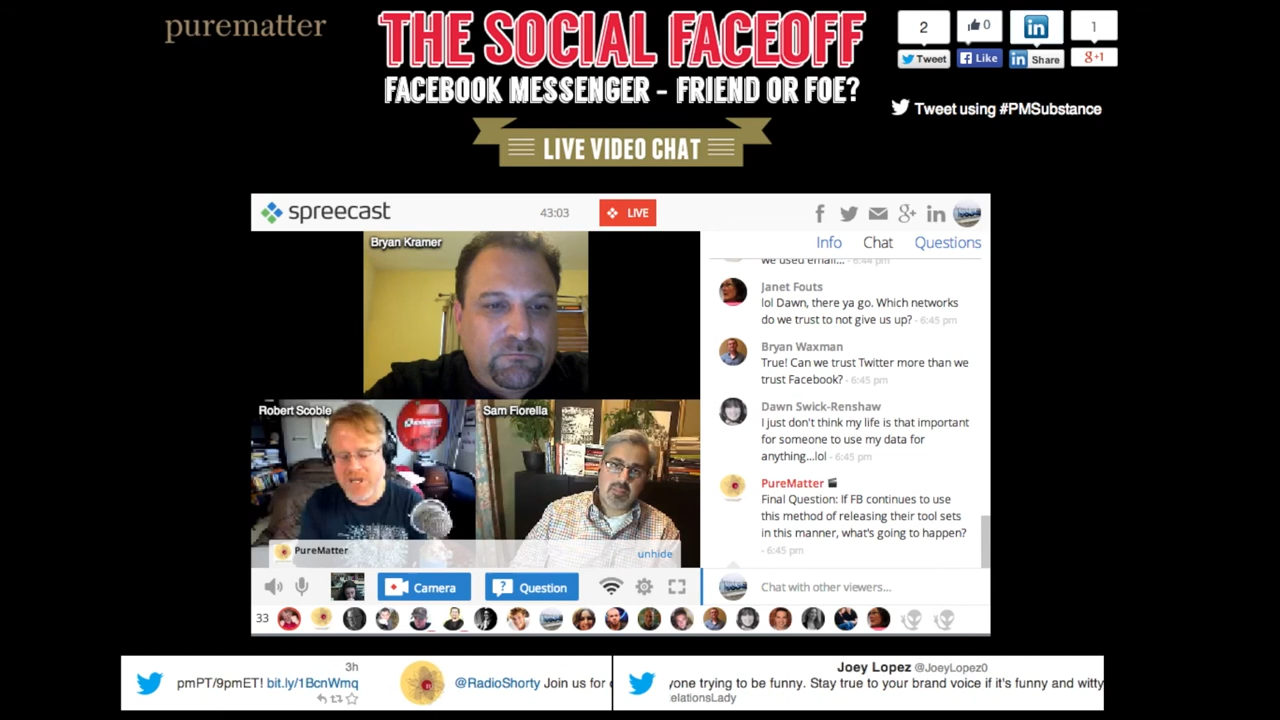 purematter
THE SOCIAL FACEOFF
FACEBOOK MESSENGER - FRIEND OR FOE?
LIVE VIDEO CHAT
2
0
in
1
Tweet
Like
in Share
g+1
Tweet using #PMSubstance
spreecast
43:03
LIVE
Info
Chat
Questions
Bryan Kramer
Robert Scoble
Sam Fiorella
we used email... - 6:44 pm
Janet Fouts
lol Dawn, there ya go. Which networks
do we trust to not give us up? - 6:45 pm
Bryan Waxman
True! Can we trust Twitter more than we
trust Facebook? - 6:45 pm
Dawn Swick-Renshaw
I just don't think my life is that important
for someone to use my data for
anything...lol - 6:45 pm
PureMatter
Final Question: If FB continues to use
this method of releasing their tool sets
in this manner, what's going to happen?
- 6:45 pm
PureMatter
unhide
Camera
Question
Chat with other viewers...
33
3h
pmPT/9pmET! bit.ly/1BcnWmq
@RadioShorty Join us for
Joey Lopez @JoeyLopez0
yone trying to be funny. Stay true to your brand voice if it's funny and witty
elationsLady